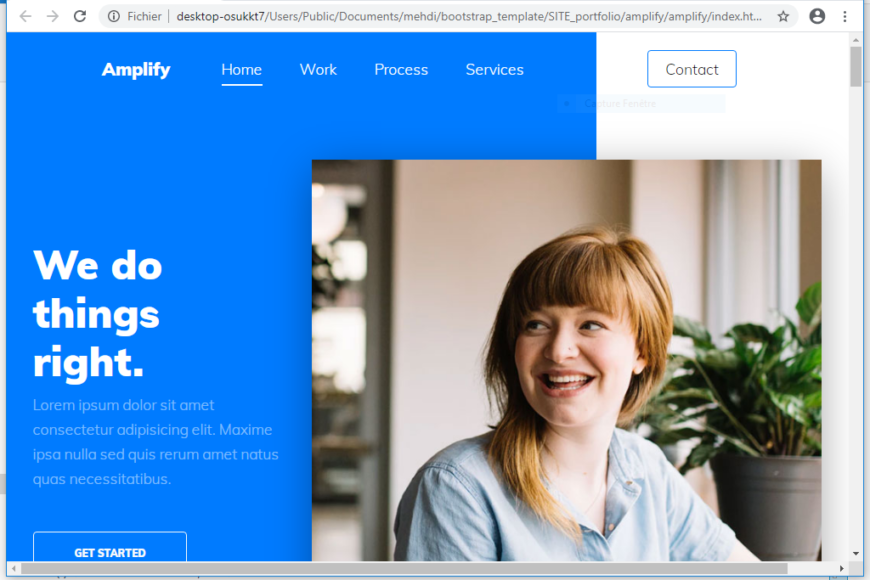 Fichier | desktop-osukkt7/Users/Public/Documents/mehdi/bootstrap_template/SITE_portfolio/amplify/amplify/index.ht...
Amplify Home Work Process Services Contact
Capture Fenêtre
We do
things
right.
Lorem ipsum dolor sit amet
consectetur adipisicing elit. Maxime
ipsa nulla sed quis rerum amet natus
quas necessitatibus.
GET STARTED